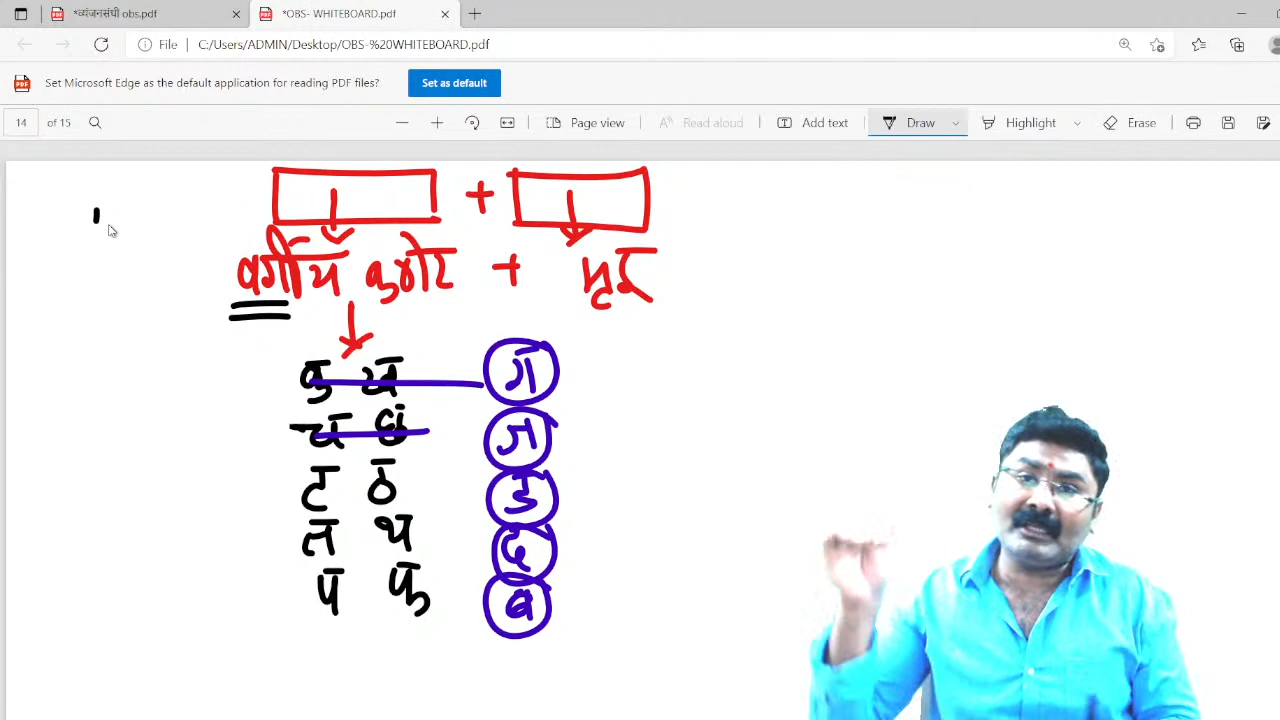 *व्यंजनसंधी obs.pdf
*OBS- WHITEBOARD.pdf
File C:/Users/ADMIN/Desktop/OBS-%20WHITEBOARD.pdf
PDF Set Microsoft Edge as the default application for reading PDF files? Set as default
14 of 15 Page view Read aloud Add text Draw Highlight Erase
+
वर्गीय कठोर + मृदू
क ख ग
च छ ज
ट ठ ड
त थ द
प फ ब